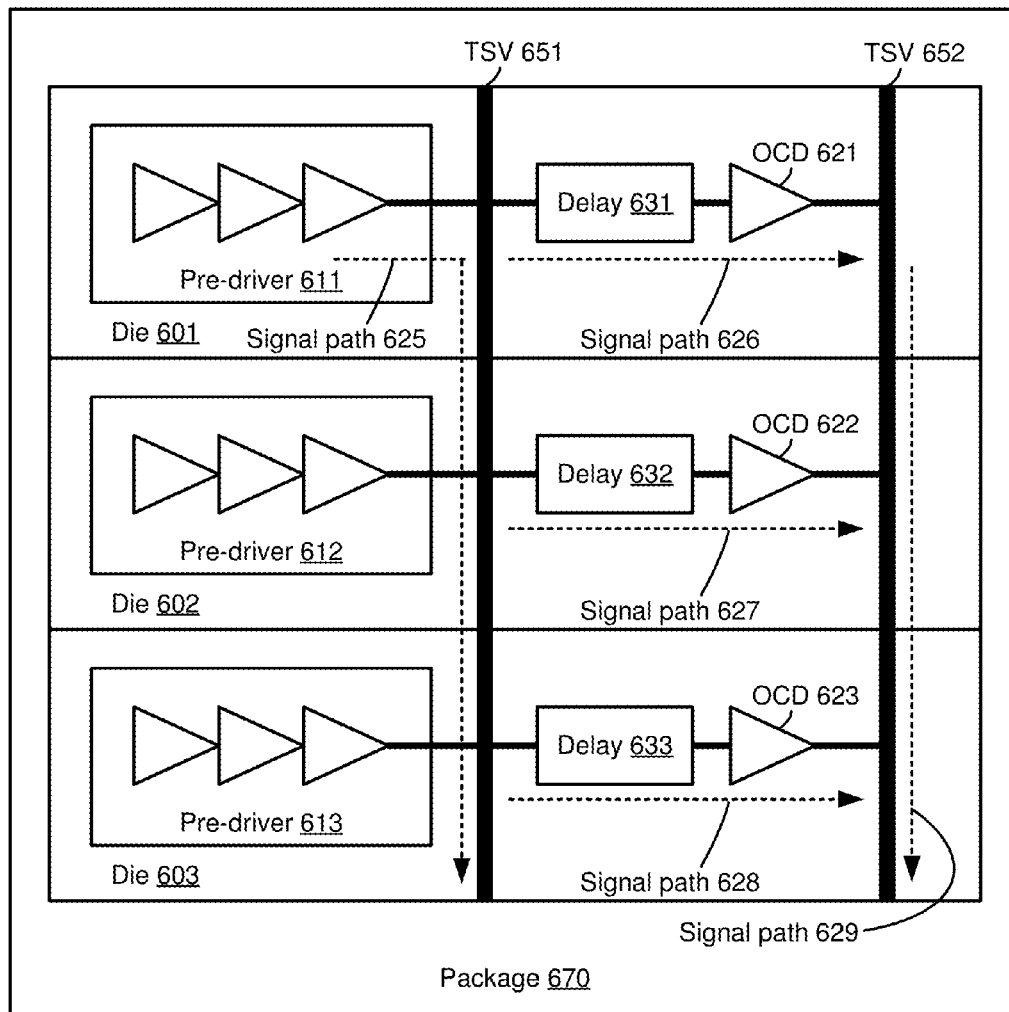 TSV 651
TSV 652
OCD 621
Delay 631
Pre-driver 611
Die 601
Signal path 625
Signal path 626
OCD 622
Delay 632
Pre-driver 612
Die 602
Signal path 627
OCD 623
Delay 633
Pre-driver 613
Die 603
Signal path 628
Signal path 629
Package 670